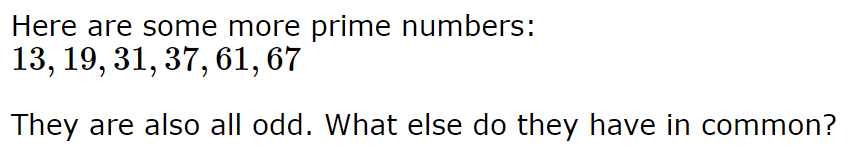 Here are some more prime numbers:
13, 19, 31, 37, 61, 67
They are also all odd. What else do they have in common?